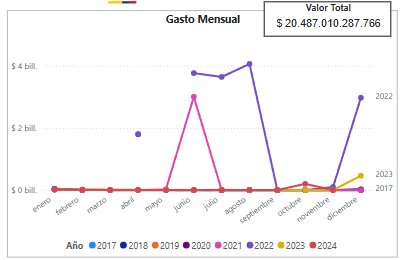 Valor Total
$ 20.487.010.287.766
Gasto Mensual
$ 4 bill.
$ 2 bill.
$ 0 bill.
2022
2023
2017
enero
febrero
marzo
abril
mayo
junio
julio
agosto
septiembre
octubre
noviembre
diciembre
Año 2017 2018 2019 2020 2021 2022 2023 2024